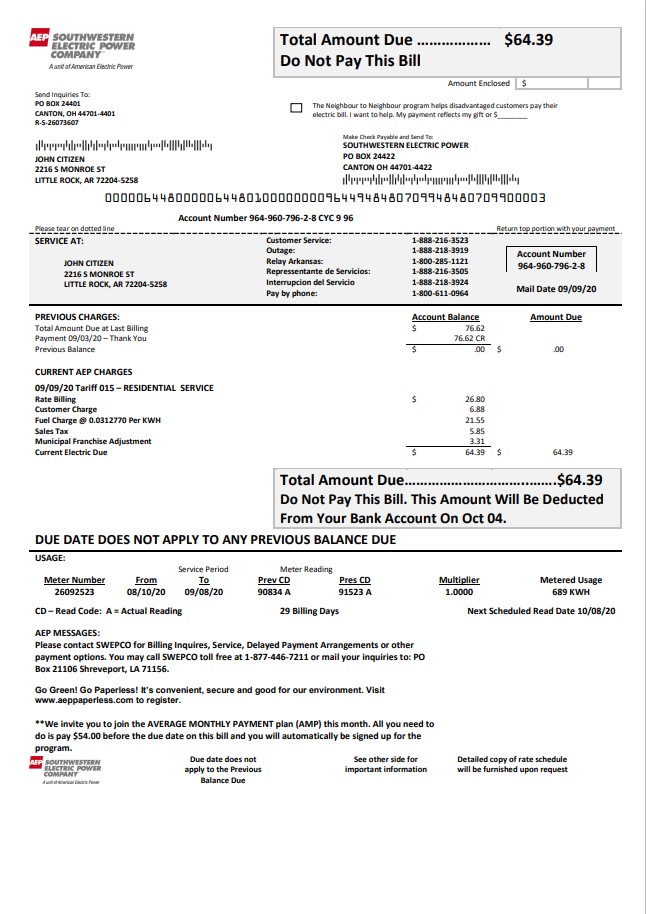 AEP SOUTHWESTERN
ELECTRIC POWER
COMPANY™
A unit of American Electric Power
Total Amount Due ……………… $64.39
Do Not Pay This Bill
Amount Enclosed $
Send Inquiries To:
PO BOX 24401
CANTON, OH 44701-4401
R-S-26073607
The Neighbour to Neighbour program helps disadvantaged customers pay their
electric bill. I want to help. My payment reflects my gift or $_______
Make Check Payable and Send To:
SOUTHWESTERN ELECTRIC POWER
PO BOX 24422
CANTON OH 44701-4422
JOHN CITIZEN
2216 S MONROE ST
LITTLE ROCK, AR 72204-5258
Account Number 964-960-796-2-8 CYC 9 96
Please tear on dotted line Return top portion with your payment
SERVICE AT:
JOHN CITIZEN
2216 S MONROE ST
LITTLE ROCK, AR 72204-5258
Customer Service: 1-888-216-3523
Outage: 1-888-218-3919
Relay Arkansas: 1-800-285-1121
Representante de Servicios: 1-888-216-3505
Interrupcion del Servicio 1-888-218-3924
Pay by phone: 1-800-611-0964
Account Number
964-960-796-2-8
Mail Date 09/09/20
PREVIOUS CHARGES: Account Balance Amount Due
Total Amount Due at Last Billing $ 76.62
Payment 09/03/20 – Thank You 76.62 CR
Previous Balance $ .00 $ .00
CURRENT AEP CHARGES
09/09/20 Tariff 015 – RESIDENTIAL SERVICE
Rate Billing $ 26.80
Customer Charge 6.88
Fuel Charge @ 0.0312770 Per KWH 21.55
Sales Tax 5.85
Municipal Franchise Adjustment 3.31
Current Electric Due $ 64.39 $ 64.39
Total Amount Due……………………………..…….$64.39
Do Not Pay This Bill. This Amount Will Be Deducted
From Your Bank Account On Oct 04.
DUE DATE DOES NOT APPLY TO ANY PREVIOUS BALANCE DUE
USAGE:
Service Period Meter Reading
Meter Number From To Prev CD Pres CD Multiplier Metered Usage
26092523 08/10/20 09/08/20 90834 A 91523 A 1.0000 689 KWH
CD – Read Code: A = Actual Reading 29 Billing Days Next Scheduled Read Date 10/08/20
AEP MESSAGES:
Please contact SWEPCO for Billing Inquires, Service, Delayed Payment Arrangements or other
payment options. You may call SWEPCO toll free at 1-877-446-7211 or mail your inquiries to: PO
Box 21106 Shreveport, LA 71156.
Go Green! Go Paperless! It's convenient, secure and good for our environment. Visit
www.aeppaperless.com to register.
**We invite you to join the AVERAGE MONTHLY PAYMENT plan (AMP) this month. All you need to
do is pay $54.00 before the due date on this bill and you will automatically be signed up for the
program.
AEP SOUTHWESTERN
ELECTRIC POWER
COMPANY™
A unit of American Electric Power
Due date does not
apply to the Previous
Balance Due
See other side for
important information
Detailed copy of rate schedule
will be furnished upon request